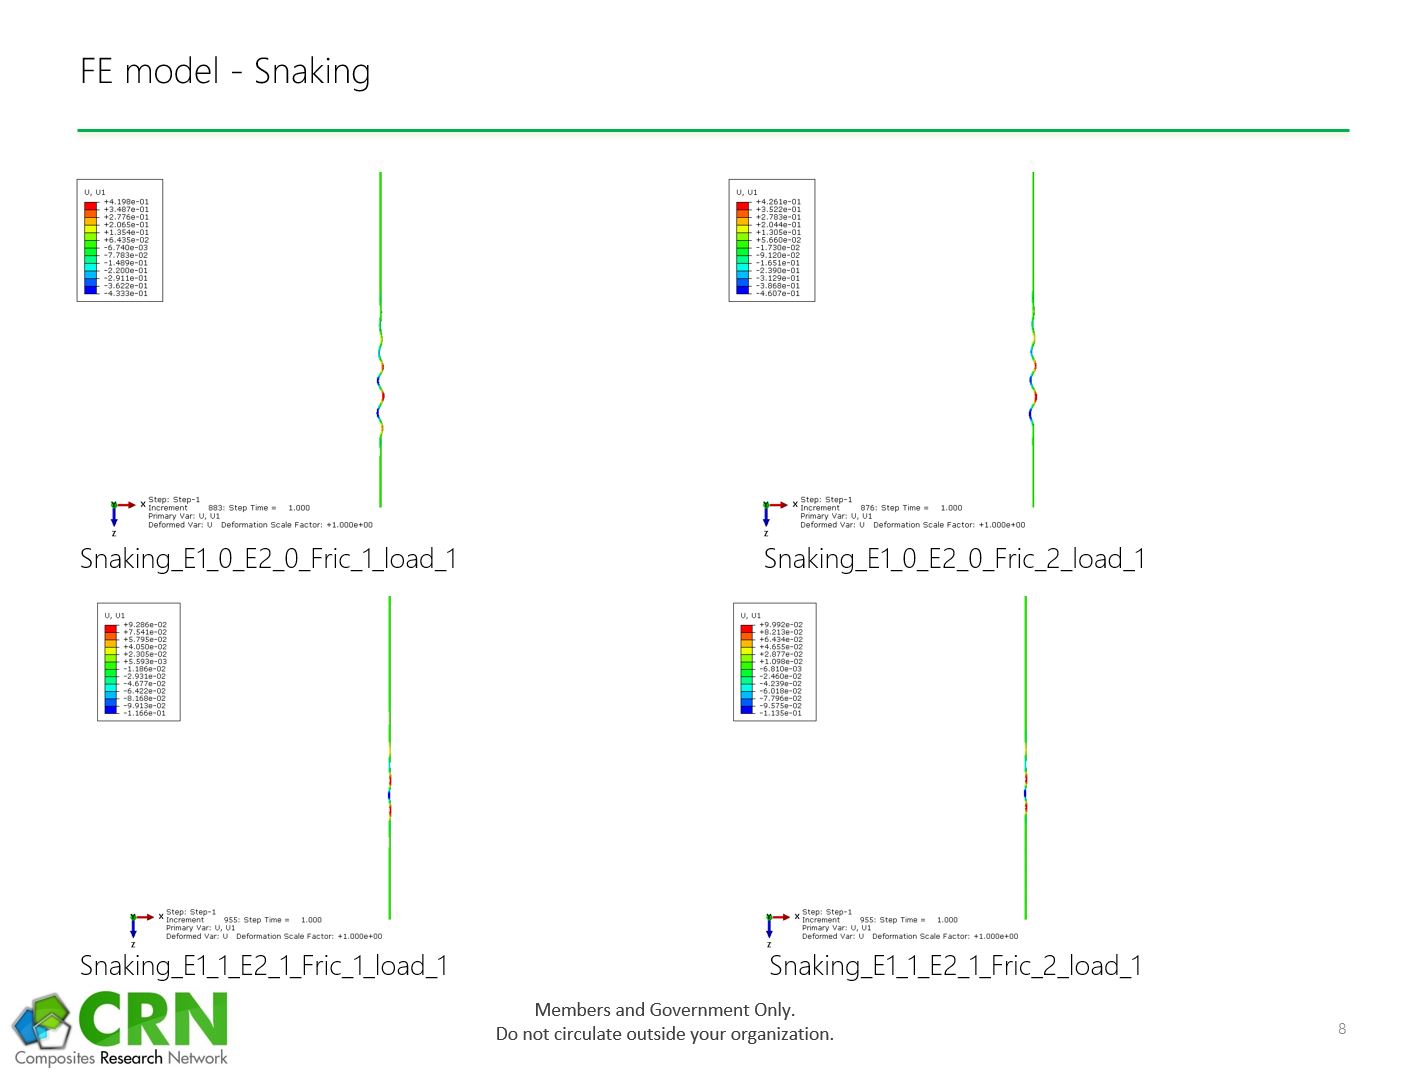 FE model - Snaking
U, U1
+4.198e-01
+3.487e-01
+2.776e-01
+2.065e-01
+1.354e-01
+6.435e-02
-6.740e-03
-7.783e-02
-1.489e-01
-2.200e-01
-2.911e-01
-3.622e-01
-4.333e-01
X
Z
Step: Step-1
Increment 883: Step Time = 1.000
Primary Var: U, U1
Deformed Var: U Deformation Scale Factor: +1.000e+00
Snaking_E1_0_E2_0_Fric_1_load_1
U, U1
+4.261e-01
+3.522e-01
+2.783e-01
+2.044e-01
+1.305e-01
+5.660e-02
-1.730e-02
-9.120e-02
-1.651e-01
-2.390e-01
-3.129e-01
-3.868e-01
-4.607e-01
X
Z
Step: Step-1
Increment 876: Step Time = 1.000
Primary Var: U, U1
Deformed Var: U Deformation Scale Factor: +1.000e+00
Snaking_E1_0_E2_0_Fric_2_load_1
U, U1
+9.286e-02
+7.541e-02
+5.795e-02
+4.050e-02
+2.305e-02
+5.593e-03
-1.186e-02
-2.931e-02
-4.677e-02
-6.422e-02
-8.168e-02
-9.913e-02
-1.166e-01
X
Z
Step: Step-1
Increment 955: Step Time = 1.000
Primary Var: U, U1
Deformed Var: U Deformation Scale Factor: +1.000e+00
Snaking_E1_1_E2_1_Fric_1_load_1
U, U1
+9.992e-02
+8.213e-02
+6.434e-02
+4.655e-02
+2.877e-02
+1.098e-02
-6.810e-03
-2.460e-02
-4.239e-02
-6.018e-02
-7.796e-02
-9.575e-02
-1.135e-01
X
Z
Step: Step-1
Increment 955: Step Time = 1.000
Primary Var: U, U1
Deformed Var: U Deformation Scale Factor: +1.000e+00
Snaking_E1_1_E2_1_Fric_2_load_1
CRN
Composites Research Network
Members and Government Only.
Do not circulate outside your organization.
8